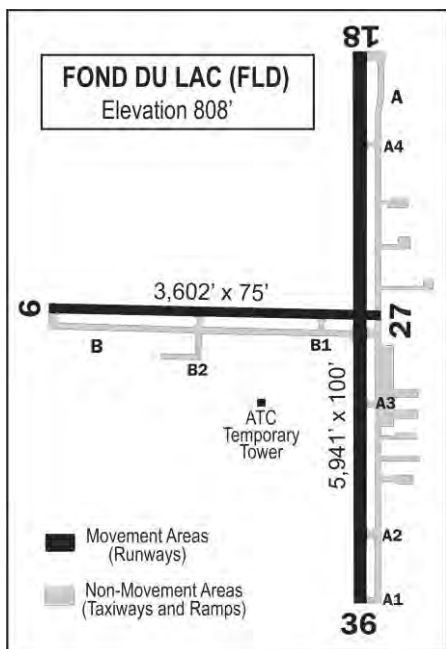 18
FOND DU LAC (FLD)
Elevation 808'
A
A4
3,602' x 75'
9
27
B
B1
B2
A3
ATC
Temporary
Tower
5,941' x 100'
Movement Areas
(Runways)
A2
Non-Movement Areas
(Taxiways and Ramps)
A1
36